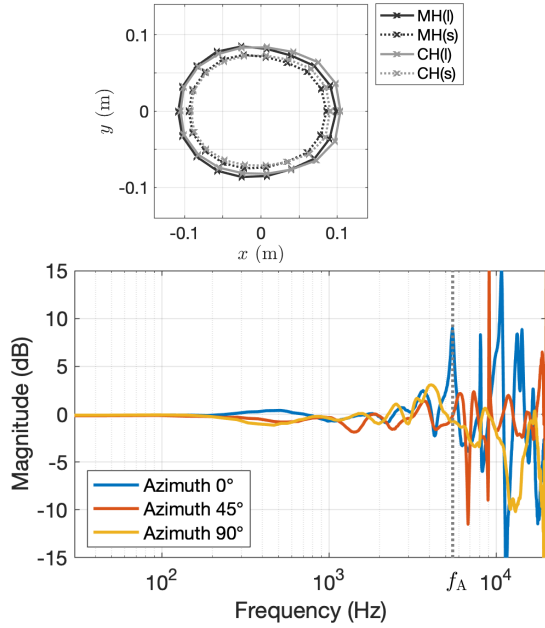 0.1
0
-0.1
y (m)
-0.1 0 0.1
x (m)
MH(l)
MH(s)
CH(l)
CH(s)
15
10
5
0
-5
-10
-15
Magnitude (dB)
Azimuth 0°
Azimuth 45°
Azimuth 90°
10² 10³ f_A 10⁴
Frequency (Hz)